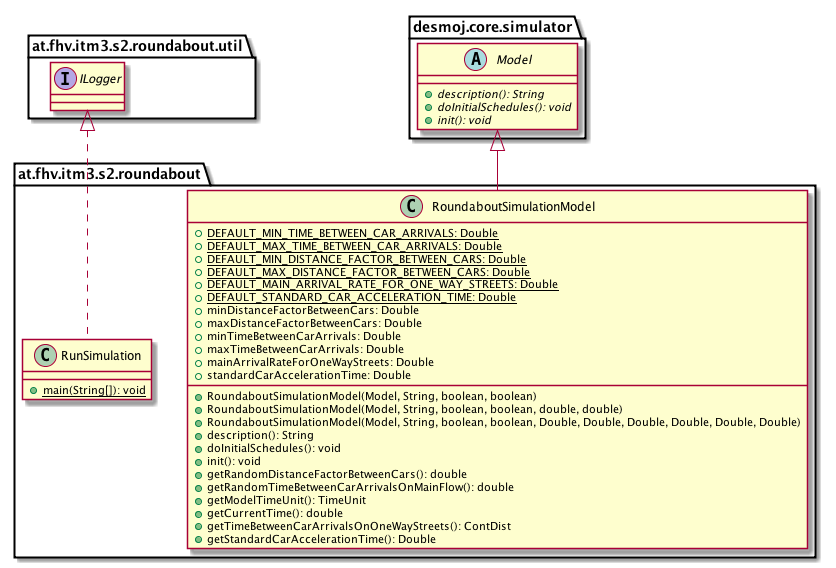 desmoj.core.simulator
at.fhv.itm3.s2.roundabout.util
A Model
I ILogger
description(): String
doInitialSchedules(): void
init(): void
at.fhv.itm3.s2.roundabout
C RoundaboutSimulationModel
DEFAULT_MIN_TIME_BETWEEN_CAR_ARRIVALS: Double
DEFAULT_MAX_TIME_BETWEEN_CAR_ARRIVALS: Double
DEFAULT_MIN_DISTANCE_FACTOR_BETWEEN_CARS: Double
DEFAULT_MAX_DISTANCE_FACTOR_BETWEEN_CARS: Double
DEFAULT_MAIN_ARRIVAL_RATE_FOR_ONE_WAY_STREETS: Double
DEFAULT_STANDARD_CAR_ACCELERATION_TIME: Double
minDistanceFactorBetweenCars: Double
maxDistanceFactorBetweenCars: Double
minTimeBetweenCarArrivals: Double
maxTimeBetweenCarArrivals: Double
mainArrivalRateForOneWayStreets: Double
standardCarAccelerationTime: Double
C RunSimulation
main(String[]): void
RoundaboutSimulationModel(Model, String, boolean, boolean)
RoundaboutSimulationModel(Model, String, boolean, boolean, double, double)
RoundaboutSimulationModel(Model, String, boolean, boolean, Double, Double, Double, Double, Double, Double)
description(): String
doInitialSchedules(): void
init(): void
getRandomDistanceFactorBetweenCars(): double
getRandomTimeBetweenCarArrivalsOnMainFlow(): double
getModelTimeUnit(): TimeUnit
getCurrentTime(): double
getTimeBetweenCarArrivalsOnOneWayStreets(): ContDist
getStandardCarAccelerationTime(): Double